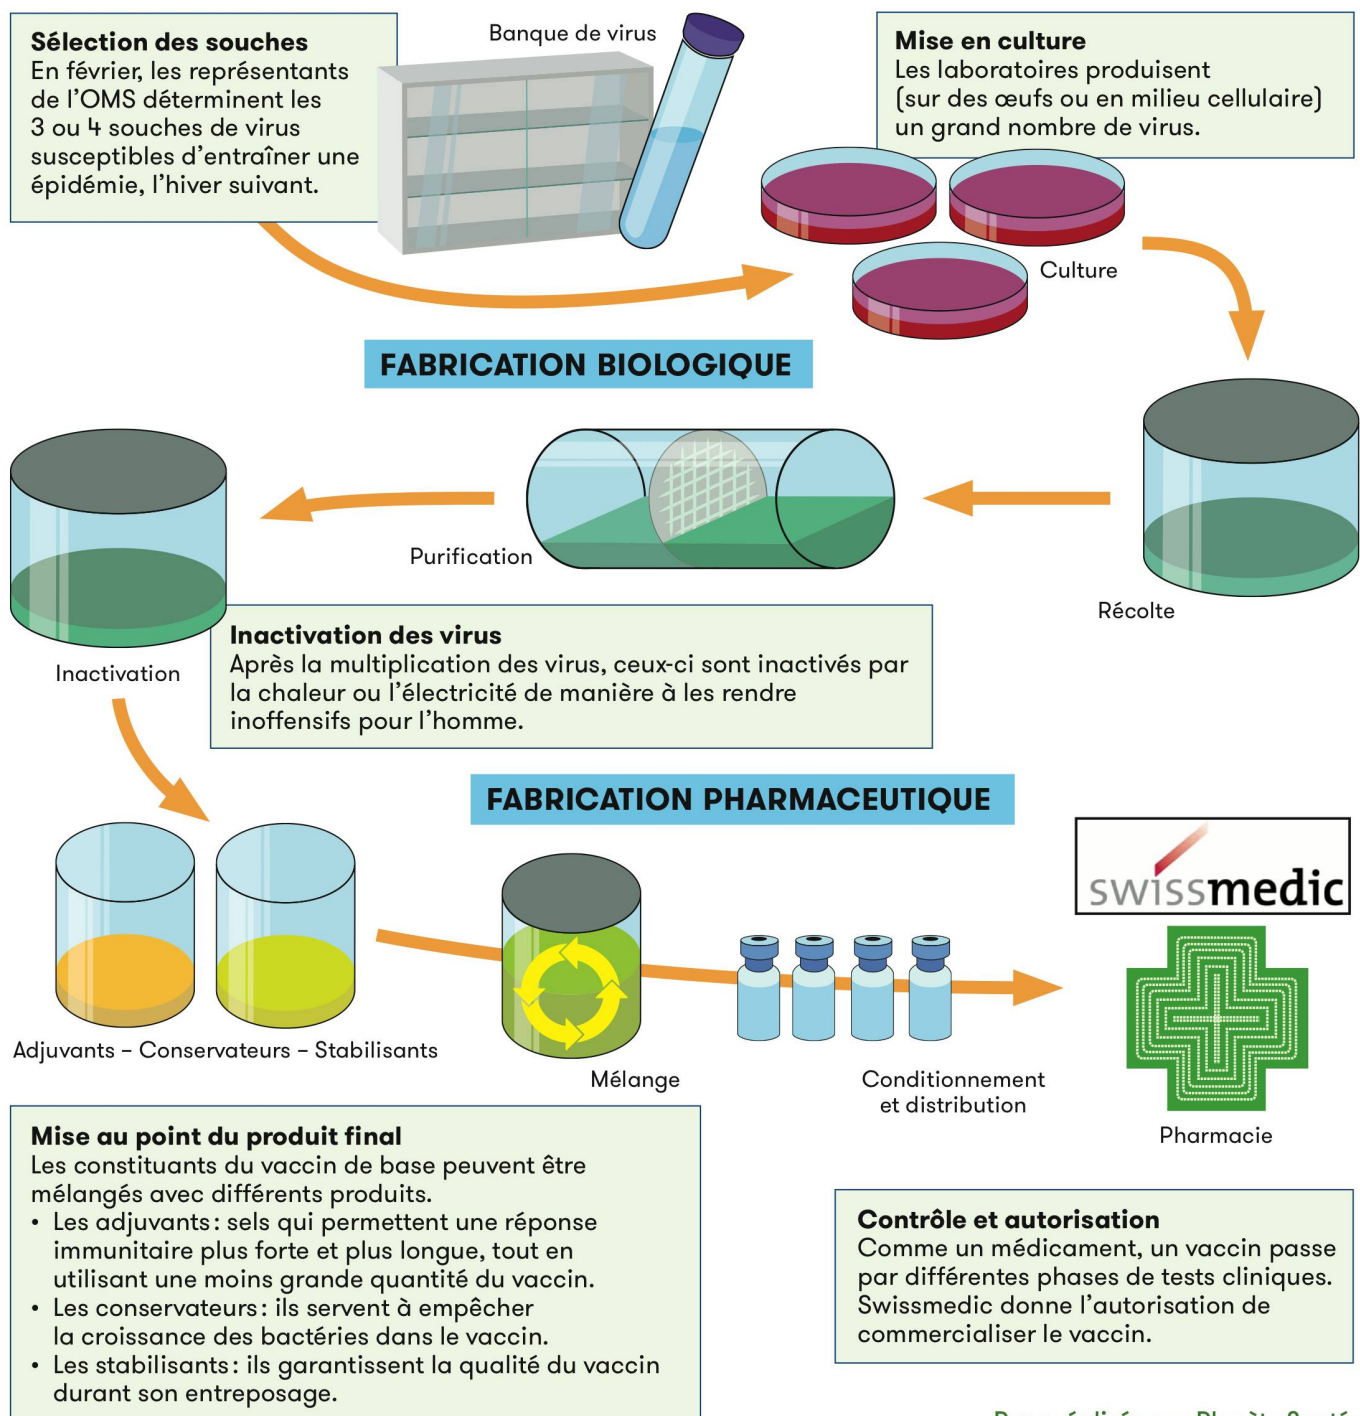 Sélection des souches
En février, les représentants
de l’OMS déterminent les
3 ou 4 souches de virus
susceptibles d’entraîner une
épidémie, l’hiver suivant.
Banque de virus
Mise en culture
Les laboratoires produisent
(sur des œufs ou en milieu cellulaire)
un grand nombre de virus.
Culture
FABRICATION BIOLOGIQUE
Récolte
Purification
Inactivation
Inactivation des virus
Après la multiplication des virus, ceux-ci sont inactivés par
la chaleur ou l’électricité de manière à les rendre
inoffensifs pour l’homme.
FABRICATION PHARMACEUTIQUE
swissmedic
Adjuvants – Conservateurs – Stabilisants
Mélange
Conditionnement
et distribution
Pharmacie
Mise au point du produit final
Les constituants du vaccin de base peuvent être
mélangés avec différents produits.
• Les adjuvants : sels qui permettent une réponse
immunitaire plus forte et plus longue, tout en
utilisant une moins grande quantité du vaccin.
• Les conservateurs : ils servent à empêcher
la croissance des bactéries dans le vaccin.
• Les stabilisants : ils garantissent la qualité du vaccin
durant son entreposage.
Contrôle et autorisation
Comme un médicament, un vaccin passe
par différentes phases de tests cliniques.
Swissmedic donne l’autorisation de
commercialiser le vaccin.